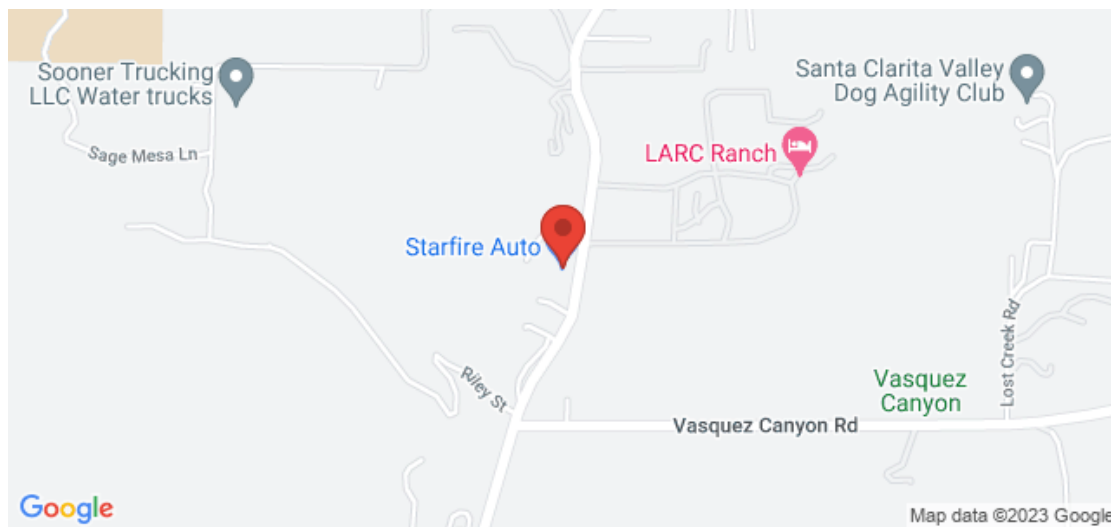 Sooner Trucking
LLC Water trucks
Santa Clarita Valley
Dog Agility Club
Sage Mesa Ln
LARC Ranch
Starfire Auto
Lost Creek Rd
Riley St
Vasquez
Canyon
Vasquez Canyon Rd
Google
Map data ©2023 Google